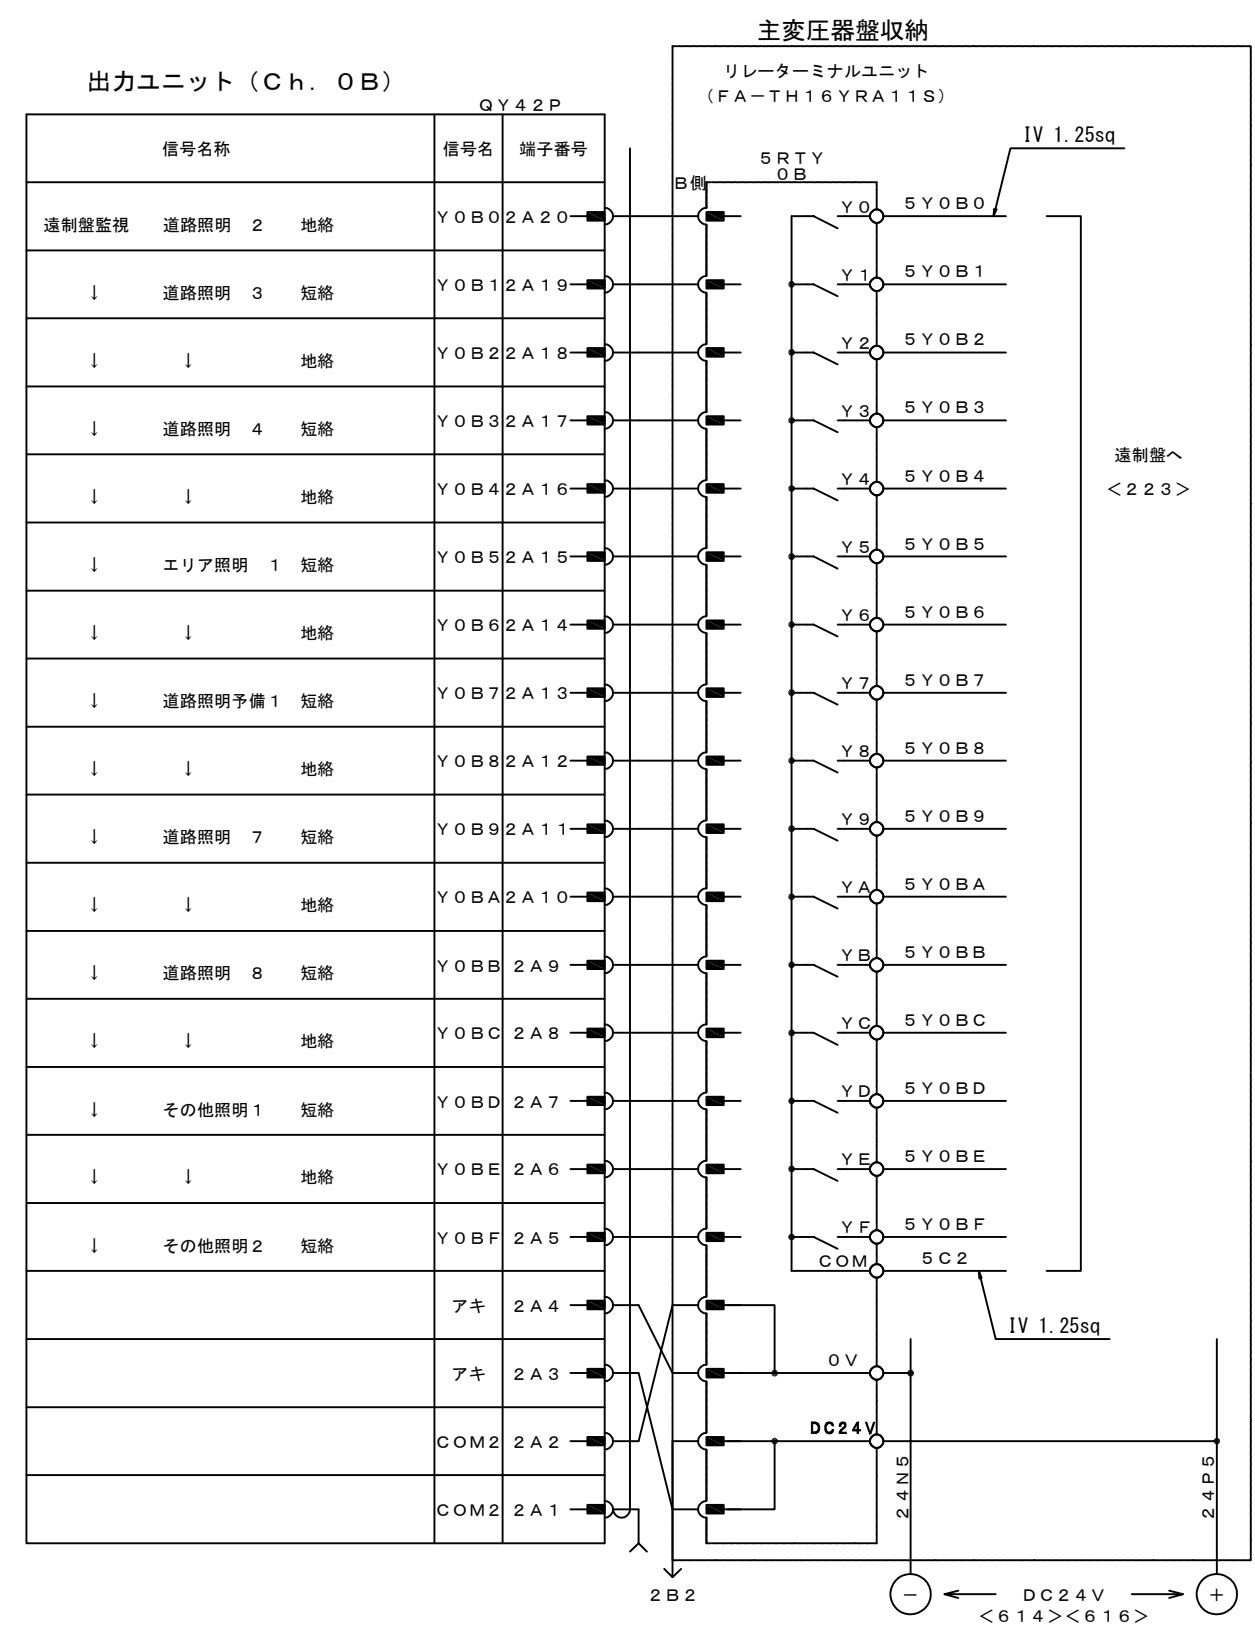 主変圧器盤収納
出力ユニット（Ch. 0B）
QY42P
リレーターミナルユニット
（FA－TH16YRA11S）
信号名称 信号名 端子番号
IV 1.25sq
5RTY
0B
B側
遠制盤監視 道路照明 2 地絡 Y0B0 2A20 Y0 5Y0B0
↓ 道路照明 3 短絡 Y0B1 2A19 Y1 5Y0B1
↓ ↓ 地絡 Y0B2 2A18 Y2 5Y0B2
↓ 道路照明 4 短絡 Y0B3 2A17 Y3 5Y0B3
遠制盤へ
＜223＞
↓ ↓ 地絡 Y0B4 2A16 Y4 5Y0B4
↓ エリア照明 1 短絡 Y0B5 2A15 Y5 5Y0B5
↓ ↓ 地絡 Y0B6 2A14 Y6 5Y0B6
↓ 道路照明予備1 短絡 Y0B7 2A13 Y7 5Y0B7
↓ ↓ 地絡 Y0B8 2A12 Y8 5Y0B8
↓ 道路照明 7 短絡 Y0B9 2A11 Y9 5Y0B9
↓ ↓ 地絡 Y0BA 2A10 YA 5Y0BA
↓ 道路照明 8 短絡 Y0BB 2A9 YB 5Y0BB
↓ ↓ 地絡 Y0BC 2A8 YC 5Y0BC
↓ その他照明1 短絡 Y0BD 2A7 YD 5Y0BD
↓ ↓ 地絡 Y0BE 2A6 YE 5Y0BE
↓ その他照明2 短絡 Y0BF 2A5 YF 5Y0BF
COM 5C2
アキ 2A4
IV 1.25sq
アキ 2A3 0V
COM2 2A2 DC24V
COM2 2A1
24N5
24P5
2B2
－ DC24V ＋
＜614＞＜616＞